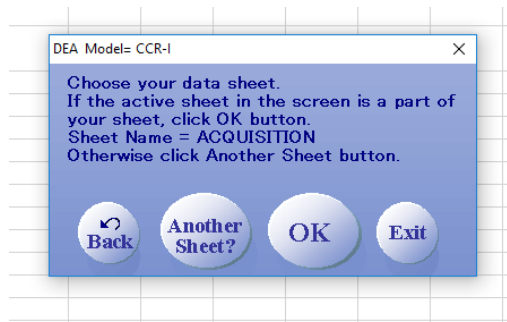 DEA Model= CCR-I
Choose your data sheet.
If the active sheet in the screen is a part of
your sheet, click OK button.
Sheet Name = ACQUISITION
Otherwise click Another Sheet button.
Back
Another
Sheet?
OK
Exit